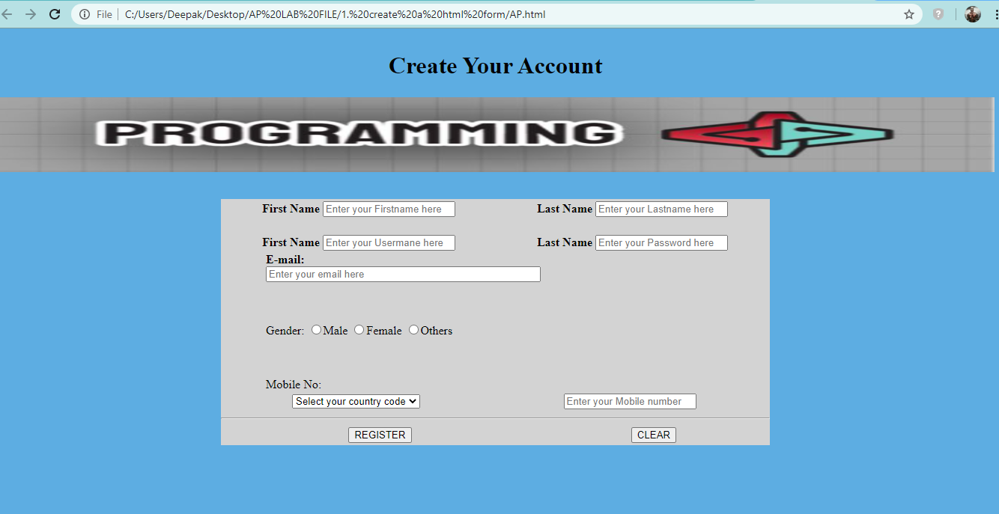 File C:/Users/Deepak/Desktop/AP%20LAB%20FILE/1.%20create%20a%20html%20form/AP.html
Create Your Account
PROGRAMMING
First Name Enter your Firstname here Last Name Enter your Lastname here
First Name Enter your Usermane here Last Name Enter your Password here
E-mail:
Enter your email here
Gender: Male Female Others
Mobile No:
Select your country code Enter your Mobile number
REGISTER CLEAR